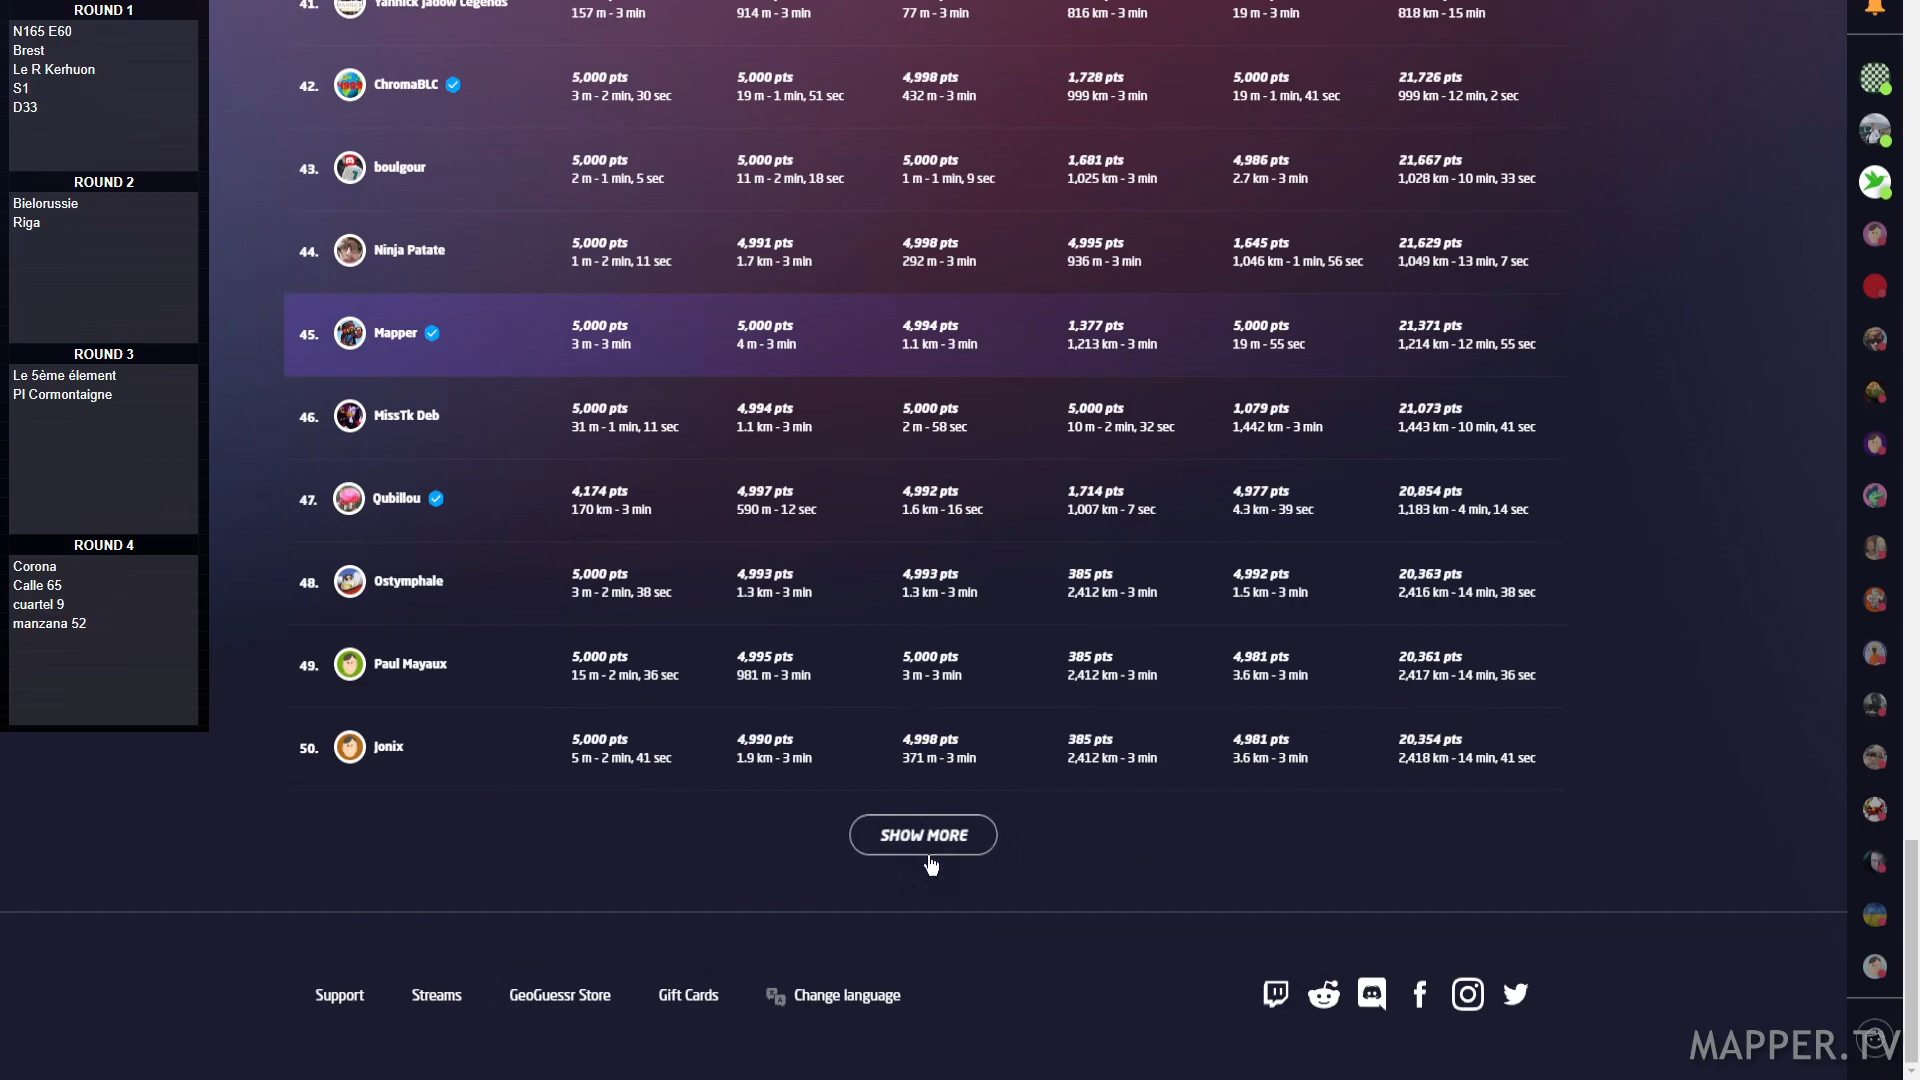 ROUND 1
N165 E60
Brest
Le R Kerhuon
S1
D33
ROUND 2
Bielorussie
Riga
ROUND 3
Le 5ème élement
Pl Cormontaigne
ROUND 4
Corona
Calle 65
cuartel 9
manzana 52
41. Yannick Jadow Legends
157 m - 3 min 914 m - 3 min 77 m - 3 min 816 km - 3 min 19 m - 3 min 818 km - 15 min
42. ChromaBLC 5,000 pts 5,000 pts 4,998 pts 1,728 pts 5,000 pts 21,726 pts
3 m - 2 min, 30 sec 19 m - 1 min, 51 sec 432 m - 3 min 999 km - 3 min 19 m - 1 min, 41 sec 999 km - 12 min, 2 sec
43. boulgour 5,000 pts 5,000 pts 5,000 pts 1,681 pts 4,986 pts 21,667 pts
2 m - 1 min, 5 sec 11 m - 2 min, 18 sec 1 m - 1 min, 9 sec 1,025 km - 3 min 2.7 km - 3 min 1,028 km - 10 min, 33 sec
44. Ninja Patate 5,000 pts 4,991 pts 4,998 pts 4,995 pts 1,645 pts 21,629 pts
1 m - 2 min, 11 sec 1.7 km - 3 min 292 m - 3 min 936 m - 3 min 1,046 km - 1 min, 56 sec 1,049 km - 13 min, 7 sec
45. Mapper 5,000 pts 5,000 pts 4,994 pts 1,377 pts 5,000 pts 21,371 pts
3 m - 3 min 4 m - 3 min 1.1 km - 3 min 1,213 km - 3 min 19 m - 55 sec 1,214 km - 12 min, 55 sec
46. MissTk Deb 5,000 pts 4,994 pts 5,000 pts 5,000 pts 1,079 pts 21,073 pts
31 m - 1 min, 11 sec 1.1 km - 3 min 2 m - 58 sec 10 m - 2 min, 32 sec 1,442 km - 3 min 1,443 km - 10 min, 41 sec
47. Qubillou 4,174 pts 4,997 pts 4,992 pts 1,714 pts 4,977 pts 20,854 pts
170 km - 3 min 590 m - 12 sec 1.6 km - 16 sec 1,007 km - 7 sec 4.3 km - 39 sec 1,183 km - 4 min, 14 sec
48. Ostymphale 5,000 pts 4,993 pts 4,993 pts 385 pts 4,992 pts 20,363 pts
3 m - 2 min, 38 sec 1.3 km - 3 min 1.3 km - 3 min 2,412 km - 3 min 1.5 km - 3 min 2,416 km - 14 min, 38 sec
49. Paul Mayaux 5,000 pts 4,995 pts 5,000 pts 385 pts 4,981 pts 20,361 pts
15 m - 2 min, 36 sec 981 m - 3 min 3 m - 3 min 2,412 km - 3 min 3.6 km - 3 min 2,417 km - 14 min, 36 sec
50. Jonix 5,000 pts 4,990 pts 4,998 pts 385 pts 4,981 pts 20,354 pts
5 m - 2 min, 41 sec 1.9 km - 3 min 371 m - 3 min 2,412 km - 3 min 3.6 km - 3 min 2,418 km - 14 min, 41 sec
SHOW MORE
Support Streams GeoGuessr Store Gift Cards Change language
MAPPER.TV